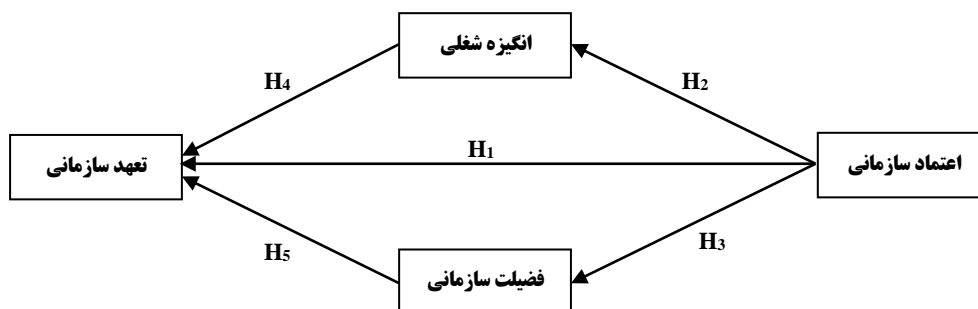 انگیزه شغلی
H2
H4
اعتماد سازمانی
H1
تعهد سازمانی
H3
H5
فضیلت سازمانی